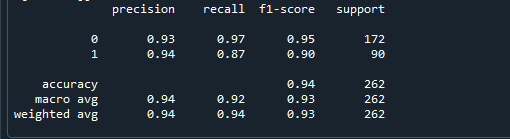 precision recall f1-score support
0 0.93 0.97 0.95 172
1 0.94 0.87 0.90 90
accuracy 0.94 262
macro avg 0.94 0.92 0.93 262
weighted avg 0.94 0.94 0.93 262